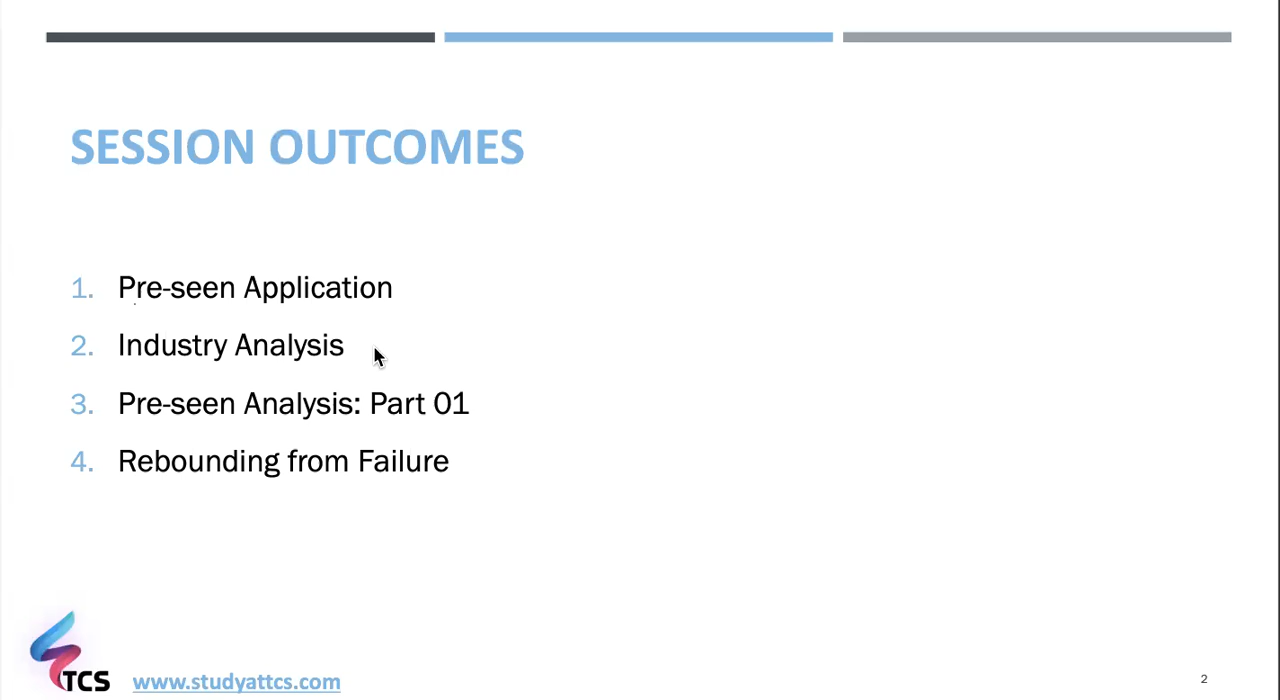 SESSION OUTCOMES
1. Pre-seen Application
2. Industry Analysis
3. Pre-seen Analysis: Part 01
4. Rebounding from Failure
TCS
www.studyattcs.com
2